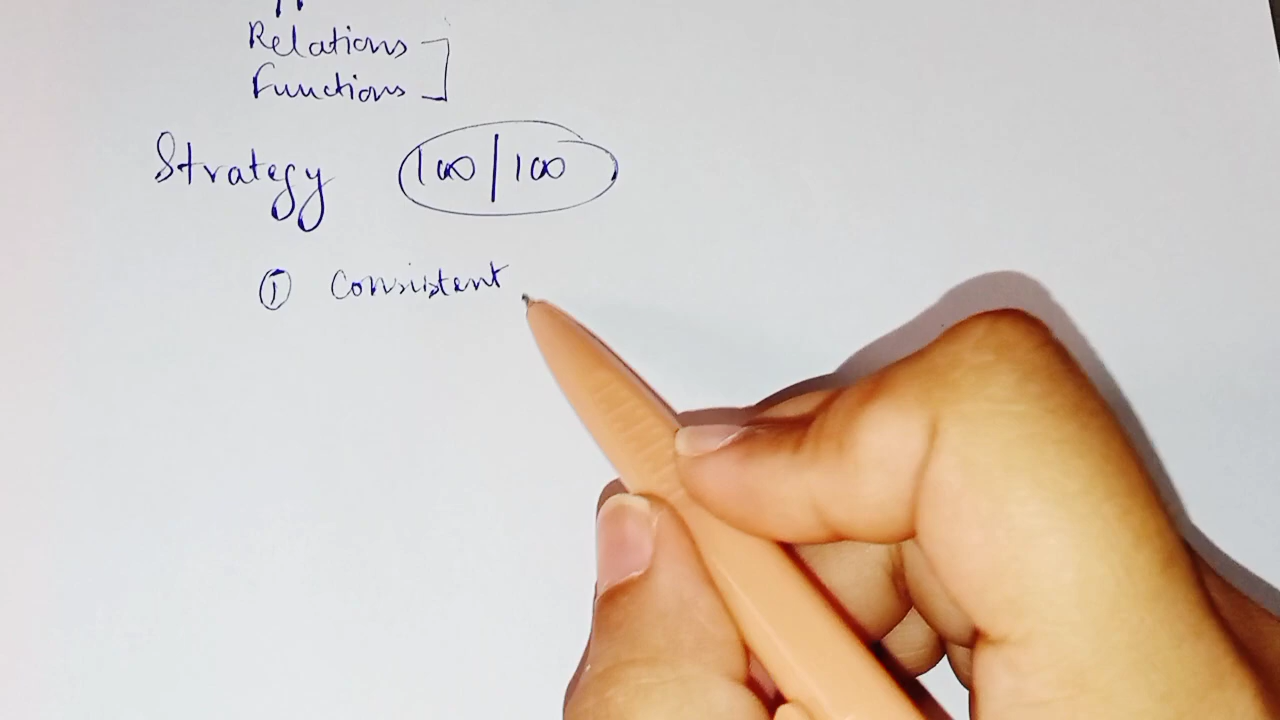 Relations
Functions
Strategy 100/100
① Consistent